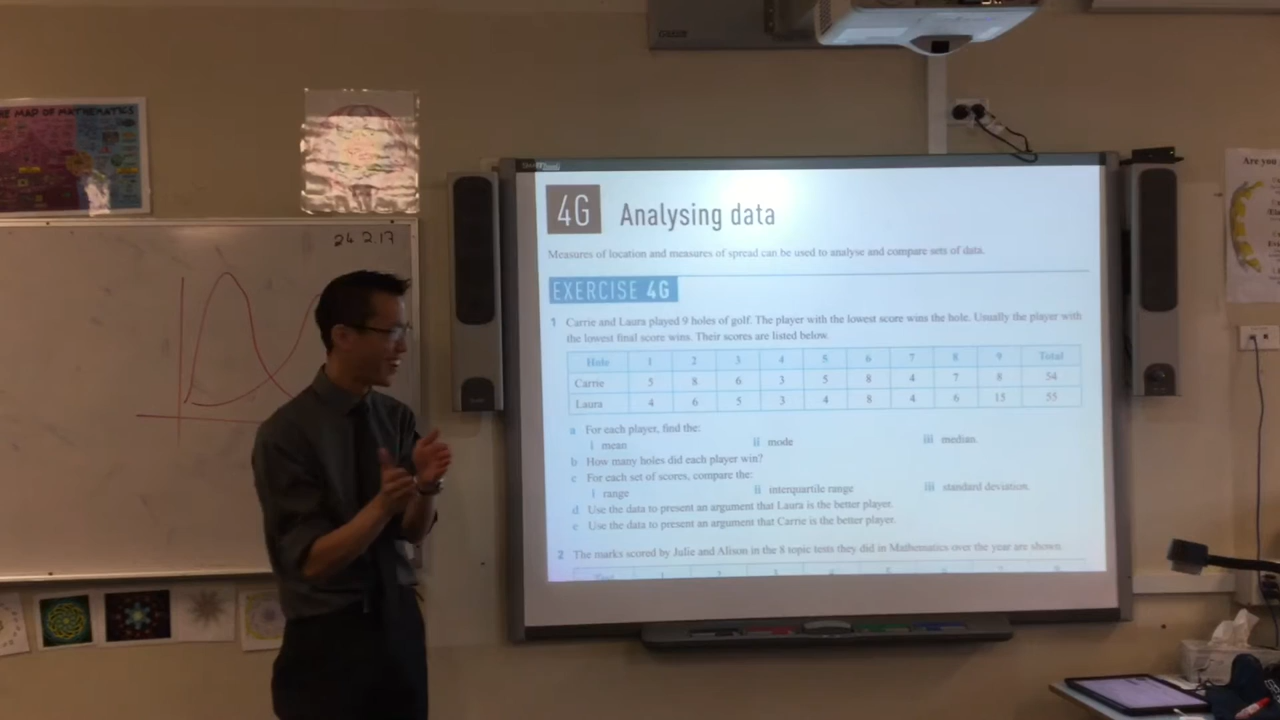 THE MAP OF MATHEMATICS
24.2.17
Are you
4G Analysing data
Measures of location and measures of spread can be used to analyse and compare sets of data.
EXERCISE 4G
1 Carrie and Laura played 9 holes of golf. The player with the lowest score wins the hole. Usually the player with
the lowest final score wins. Their scores are listed below.
Hole 1 2 3 4 5 6 7 8 9 Total
Carrie 5 8 6 3 5 8 4 7 8 54
Laura 4 6 5 3 4 8 4 6 15 55
a For each player, find the:
i mean ii mode iii median.
b How many holes did each player win?
c For each set of scores, compare the:
i range ii interquartile range iii standard deviation.
d Use the data to present an argument that Laura is the better player.
e Use the data to present an argument that Carrie is the better player.
2 The marks scored by Julie and Alison in the 8 topic tests they did in Mathematics over the year are shown.